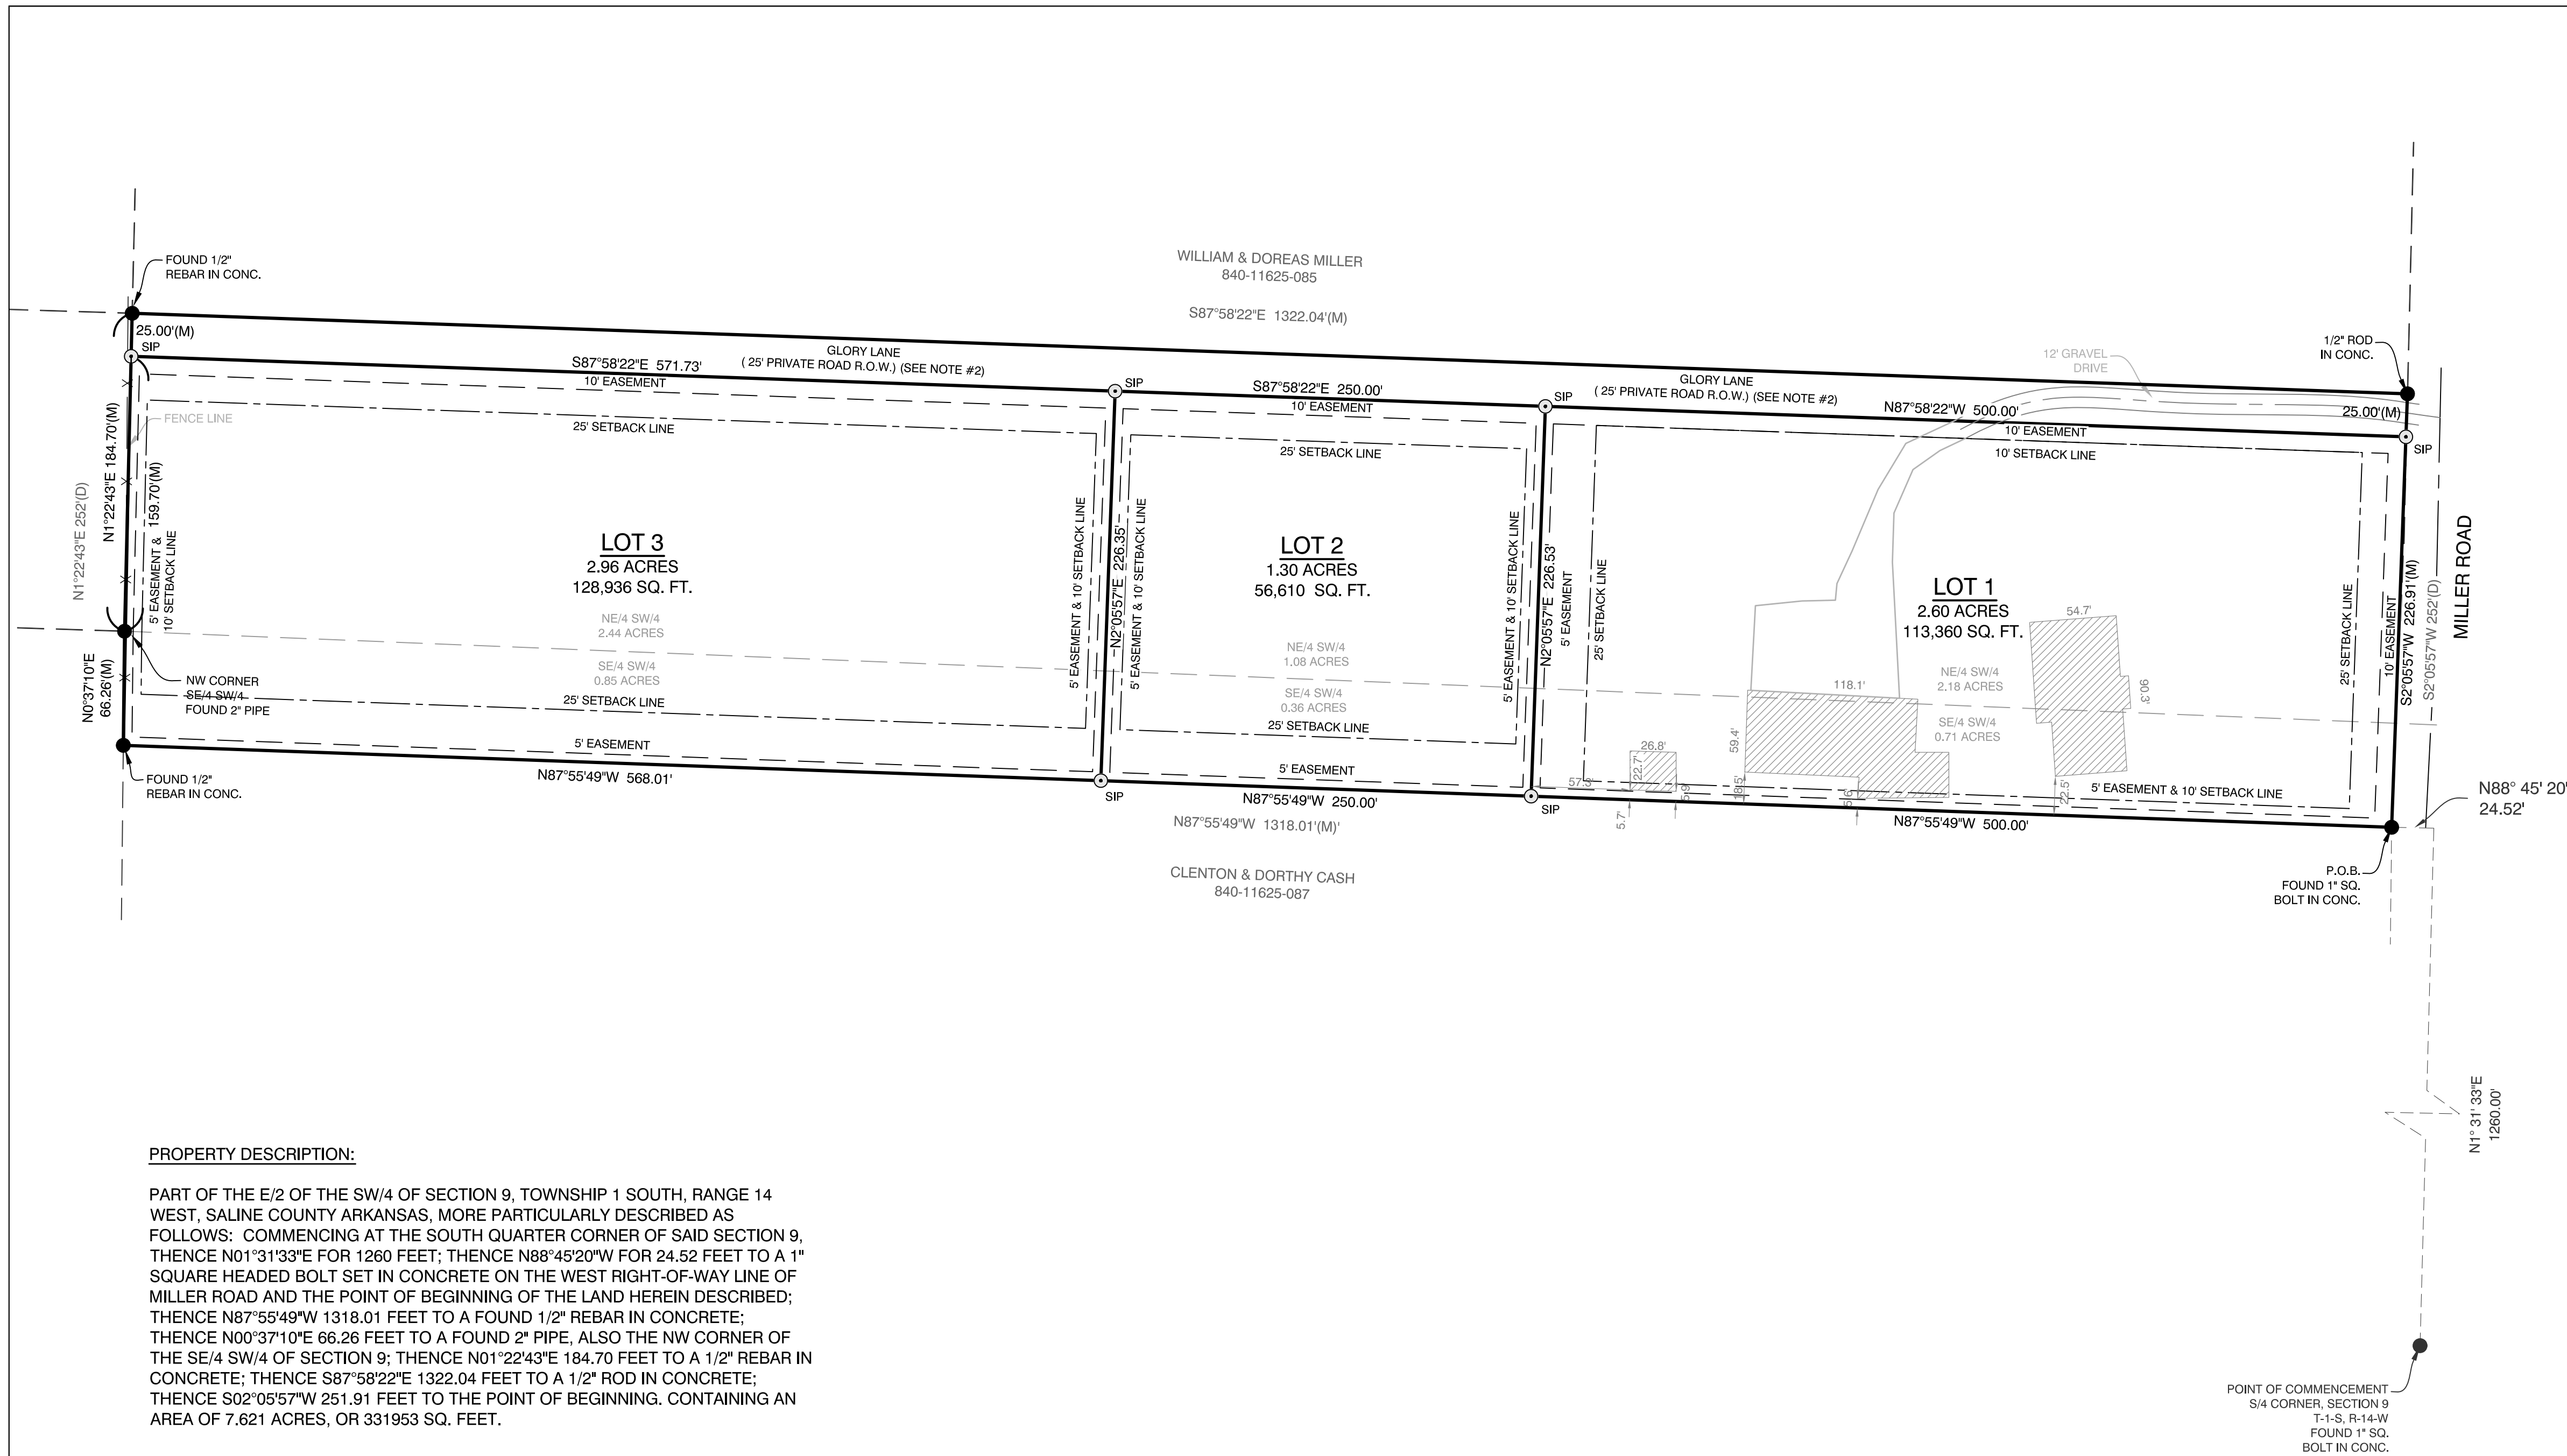 WILLIAM & DOREAS MILLER
840-11625-085
S87°58'22"E 1322.04'(M)
FOUND 1/2"
REBAR IN CONC.
25.00'(M)
SIP
S87°58'22"E 571.73'
GLORY LANE
( 25' PRIVATE ROAD R.O.W.) (SEE NOTE #2)
10' EASEMENT
25' SETBACK LINE
FENCE LINE
N1°22'43"E 252'(D)
N1°22'43"E 184.70'(M)
5' EASEMENT &
10' SETBACK LINE
159.70'(M)
LOT 3
2.96 ACRES
128,936 SQ. FT.
NE/4 SW/4
2.44 ACRES
SE/4 SW/4
0.85 ACRES
25' SETBACK LINE
5' EASEMENT
N87°55'49"W 568.01'
N0°37'10"E
66.26'(M)
NW CORNER
SE/4 SW/4
FOUND 2" PIPE
FOUND 1/2"
REBAR IN CONC.
5' EASEMENT & 10' SETBACK LINE
SIP
N2°05'57"E 226.35'
5' EASEMENT & 10' SETBACK LINE
SIP
S87°58'22"E 250.00'
10' EASEMENT
25' SETBACK LINE
LOT 2
1.30 ACRES
56,610 SQ. FT.
NE/4 SW/4
1.08 ACRES
SE/4 SW/4
0.36 ACRES
25' SETBACK LINE
5' EASEMENT
N87°55'49"W 250.00'
N87°55'49"W 1318.01'(M)'
CLENTON & DORTHY CASH
840-11625-087
5' EASEMENT & 10' SETBACK LINE
SIP
N2°05'57"E 226.53'
5' EASEMENT
25' SETBACK LINE
SIP
GLORY LANE
( 25' PRIVATE ROAD R.O.W.) (SEE NOTE #2)
N87°58'22"W 500.00'
12' GRAVEL
DRIVE
1/2" ROD
IN CONC.
25.00'(M)
SIP
10' EASEMENT
10' SETBACK LINE
LOT 1
2.60 ACRES
113,360 SQ. FT.
NE/4 SW/4
2.18 ACRES
SE/4 SW/4
0.71 ACRES
54.7'
90.3'
118.1'
59.4'
18.5'
26.8'
22.7'
57.3'
5.9'
5.7'
5.6'
22.5'
5' EASEMENT & 10' SETBACK LINE
N87°55'49"W 500.00'
25' SETBACK LINE
10' EASEMENT
S2°05'57"W 226.91'(M)
S2°05'57"W 252'(D)
MILLER ROAD
N88° 45' 20"
24.52'
P.O.B.
FOUND 1" SQ.
BOLT IN CONC.
N1° 31' 33"E
1260.00'
POINT OF COMMENCEMENT
S/4 CORNER, SECTION 9
T-1-S, R-14-W
FOUND 1" SQ.
BOLT IN CONC.
PROPERTY DESCRIPTION:
PART OF THE E/2 OF THE SW/4 OF SECTION 9, TOWNSHIP 1 SOUTH, RANGE 14
WEST, SALINE COUNTY ARKANSAS, MORE PARTICULARLY DESCRIBED AS
FOLLOWS: COMMENCING AT THE SOUTH QUARTER CORNER OF SAID SECTION 9,
THENCE N01°31'33"E FOR 1260 FEET; THENCE N88°45'20"W FOR 24.52 FEET TO A 1"
SQUARE HEADED BOLT SET IN CONCRETE ON THE WEST RIGHT-OF-WAY LINE OF
MILLER ROAD AND THE POINT OF BEGINNING OF THE LAND HEREIN DESCRIBED;
THENCE N87°55'49"W 1318.01 FEET TO A FOUND 1/2" REBAR IN CONCRETE;
THENCE N00°37'10"E 66.26 FEET TO A FOUND 2" PIPE, ALSO THE NW CORNER OF
THE SE/4 SW/4 OF SECTION 9; THENCE N01°22'43"E 184.70 FEET TO A 1/2" REBAR IN
CONCRETE; THENCE S87°58'22"E 1322.04 FEET TO A 1/2" ROD IN CONCRETE;
THENCE S02°05'57"W 251.91 FEET TO THE POINT OF BEGINNING. CONTAINING AN
AREA OF 7.621 ACRES, OR 331953 SQ. FEET.